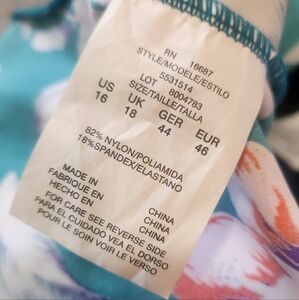 RN 16687
STYLE/MODELE/ESTILO
5531514
LOT 8004783
SIZE/TAILLE/TALLA
US UK GER EUR
16 18 44 46
82% NYLON/POLIAMIDA
18% SPANDEX/ELASTANO
MADE IN CHINA
FABRIQUE EN CHINA
HECHO EN CHINA
FOR CARE SEE REVERSE SIDE
PARA EL CUIDADO VEA EL DORSO
POUR LE SOIN VOIR LE VERSO